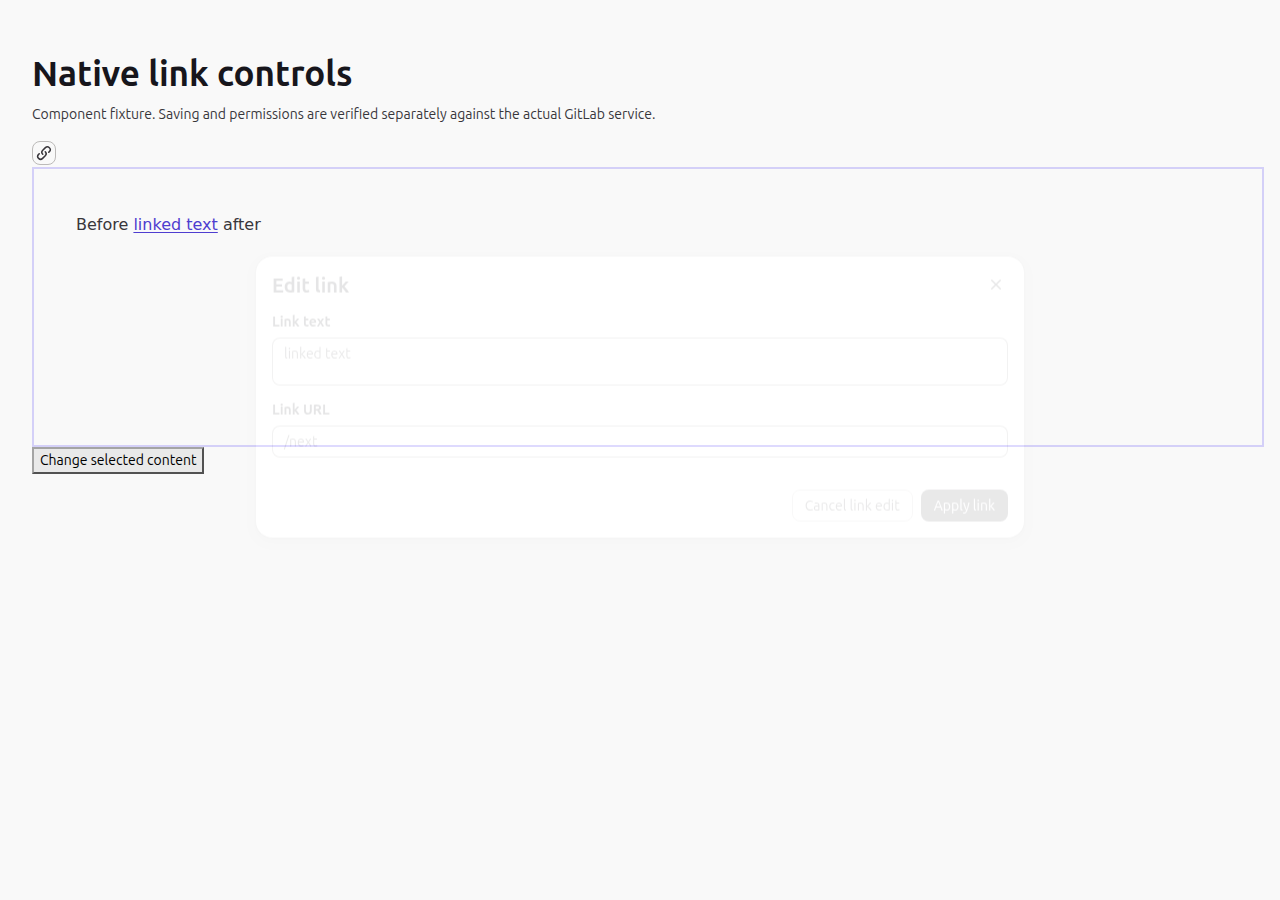 Native link controls
Component fixture. Saving and permissions are verified separately against the actual GitLab service.
Before linked text after
Edit link
Link text
linked text
Link URL
/next
Change selected content
Cancel link edit
Apply link